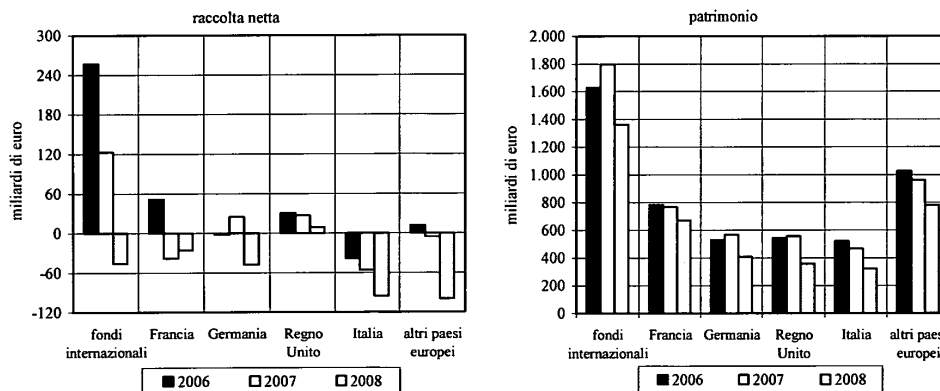 raccolta netta
miliardi di euro
300
240
180
120
60
0
-60
-120
fondi internazionali
Francia
Germania
Regno Unito
Italia
altri paesi europei
2006 2007 2008
patrimonio
miliardi di euro
2.000
1.800
1.600
1.400
1.200
1.000
800
600
400
200
0
fondi internazionali
Francia
Germania
Regno Unito
Italia
altri paesi europei
2006 2007 2008